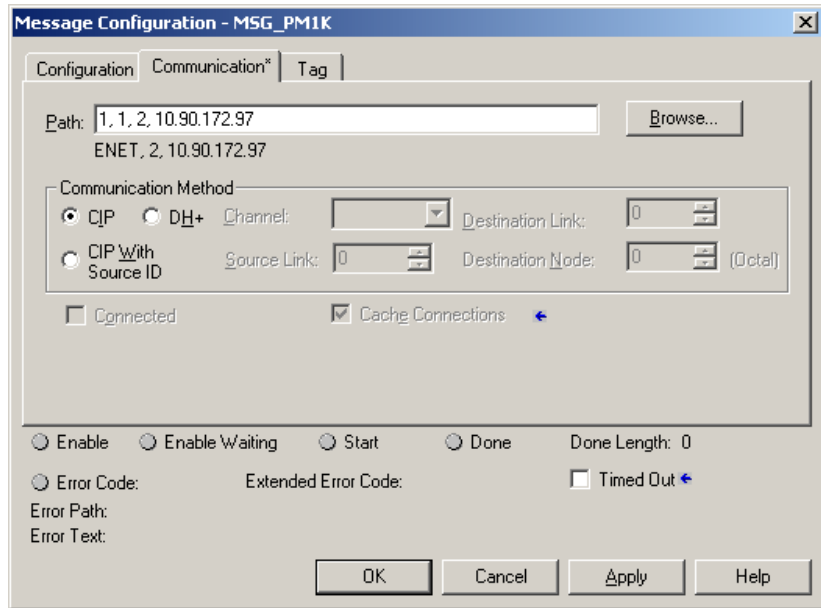 Message Configuration - MSG_PM1K
Configuration Communication* Tag
Path: 1, 1, 2, 10.90.172.97 Browse...
ENET, 2, 10.90.172.97
Communication Method
CIP DH+ Channel: Destination Link: 0
CIP With Source Link: 0 Destination Node: 0 (Octal)
Source ID
Connected Cache Connections
Enable Enable Waiting Start Done Done Length: 0
Error Code: Extended Error Code: Timed Out
Error Path:
Error Text:
OK Cancel Apply Help